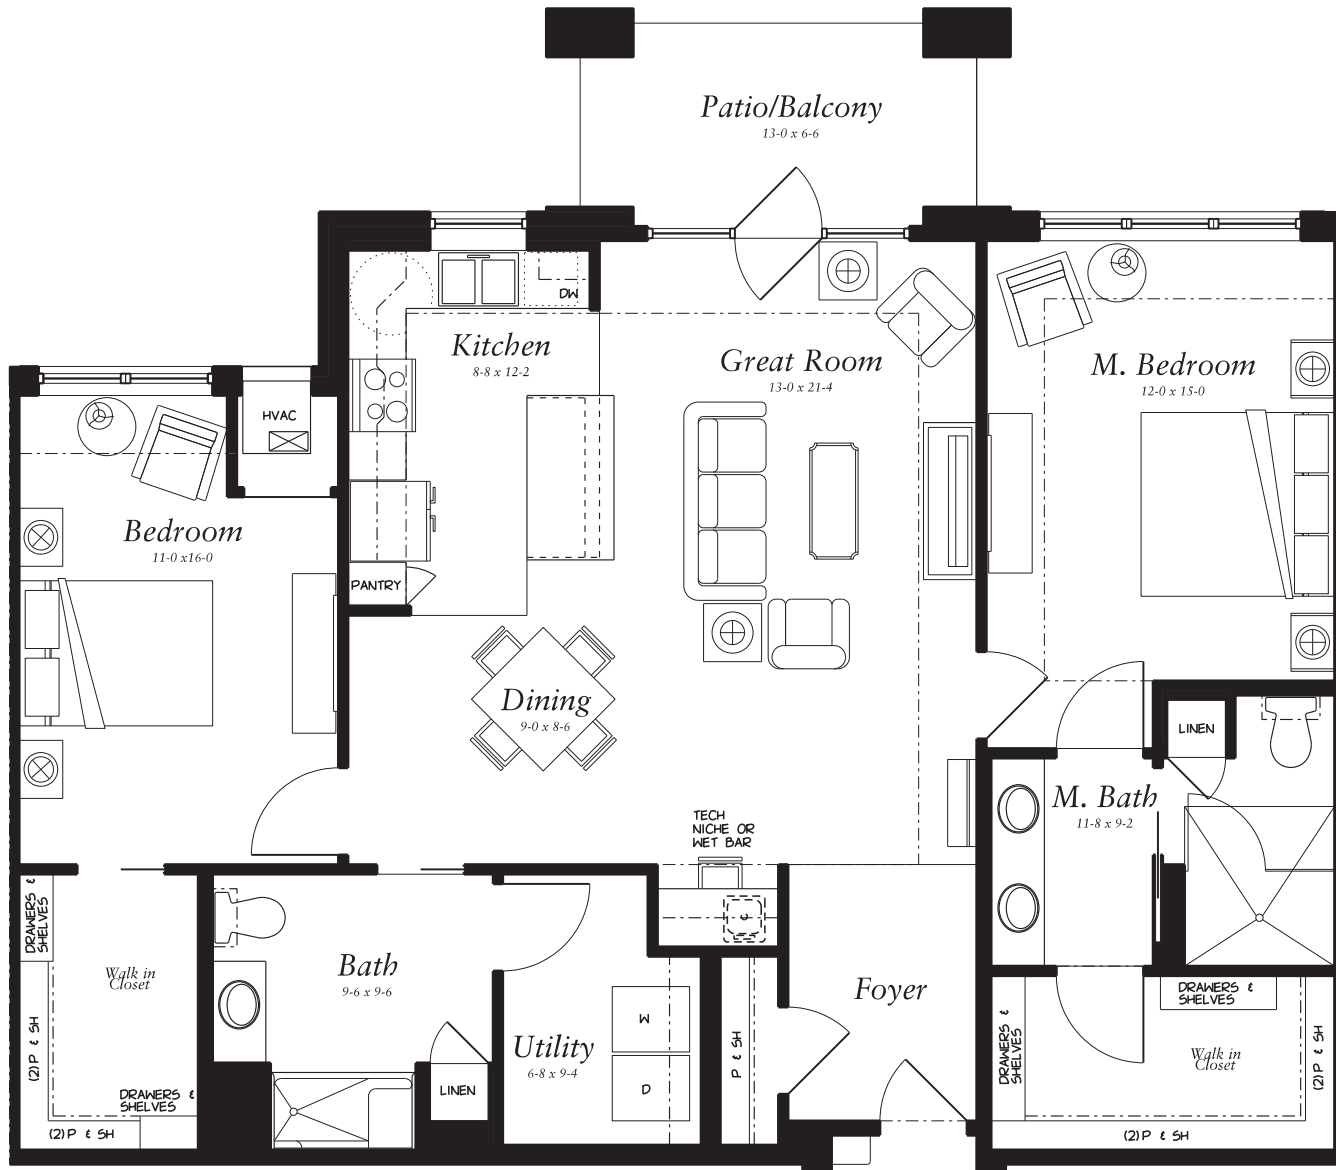 Patio/Balcony
13-0 x 6-6
DW
Kitchen
8-8 x 12-2
Great Room
13-0 x 21-4
M. Bedroom
12-0 x 15-0
HVAC
Bedroom
11-0 x16-0
PANTRY
Dining
9-0 x 8-6
LINEN
M. Bath
11-8 x 9-2
TECH
NICHE OR
WET BAR
DRAWERS &
SHELVES
Walk in
Closet
(2) P & SH
DRAWERS &
SHELVES
(2) P & SH
Bath
9-6 x 9-6
LINEN
Utility
6-8 x 9-4
W
D
P & SH
Foyer
DRAWERS &
SHELVES
DRAWERS &
SHELVES
Walk in
Closet
(2) P & SH
(2) P & SH